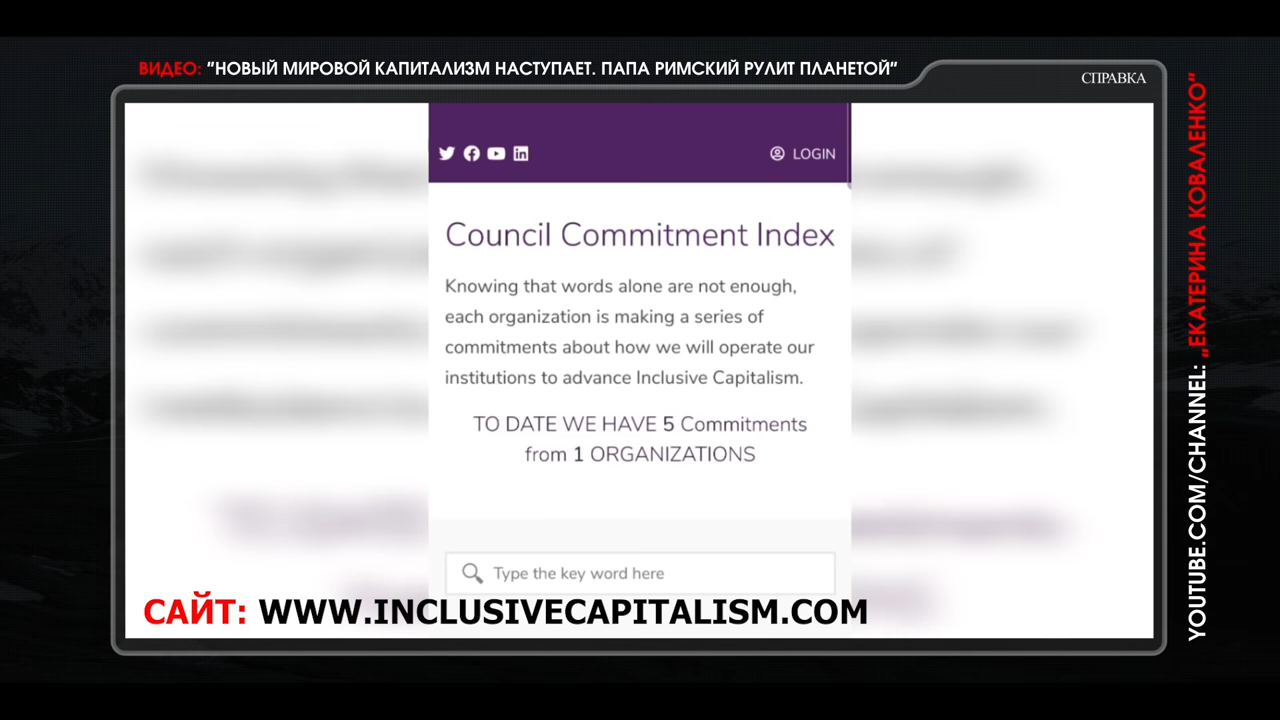 ВИДЕО: "НОВЫЙ МИРОВОЙ КАПИТАЛИЗМ НАСТУПАЕТ. ПАПА РИМСКИЙ РУЛИТ ПЛАНЕТОЙ"
СПРАВКА
LOGIN
Council Commitment Index
Knowing that words alone are not enough,
each organization is making a series of
commitments about how we will operate our
institutions to advance Inclusive Capitalism.
TO DATE WE HAVE 5 Commitments
from 1 ORGANIZATIONS
Type the key word here
САЙТ: WWW.INCLUSIVECAPITALISM.COM
YOUTUBE.COM/CHANNEL: „ЕКАТЕРИНА КОВАЛЕНКО"